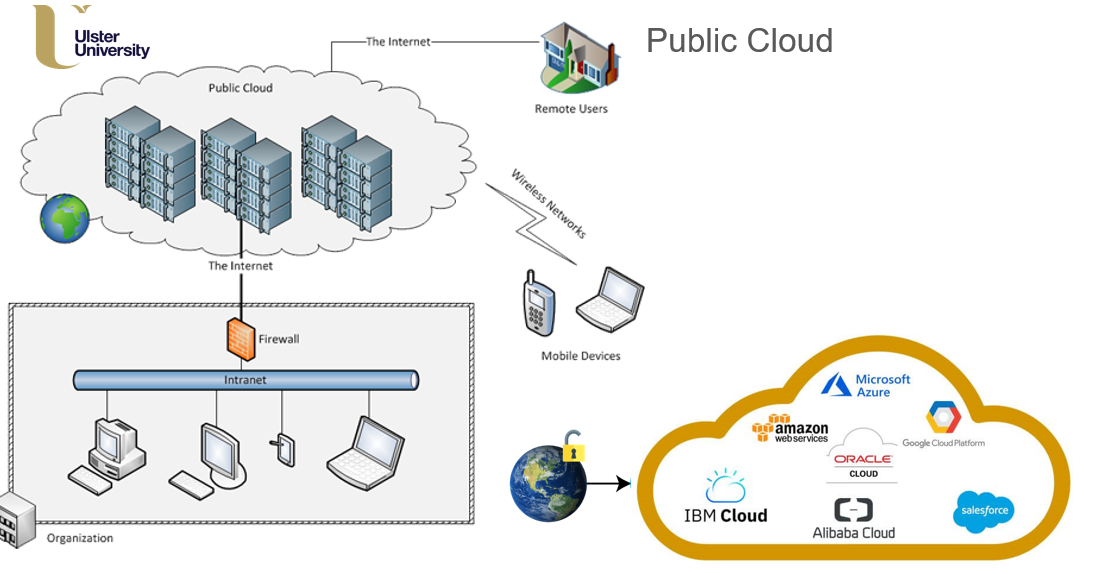 Ulster
University
The Internet
Public Cloud
Public Cloud
Remote Users
Wireless Networks
The Internet
Firewall
Mobile Devices
Intranet
Organization
Microsoft
Azure
amazon
web services
Google Cloud Platform
ORACLE
CLOUD
IBM Cloud
Alibaba Cloud
salesforce